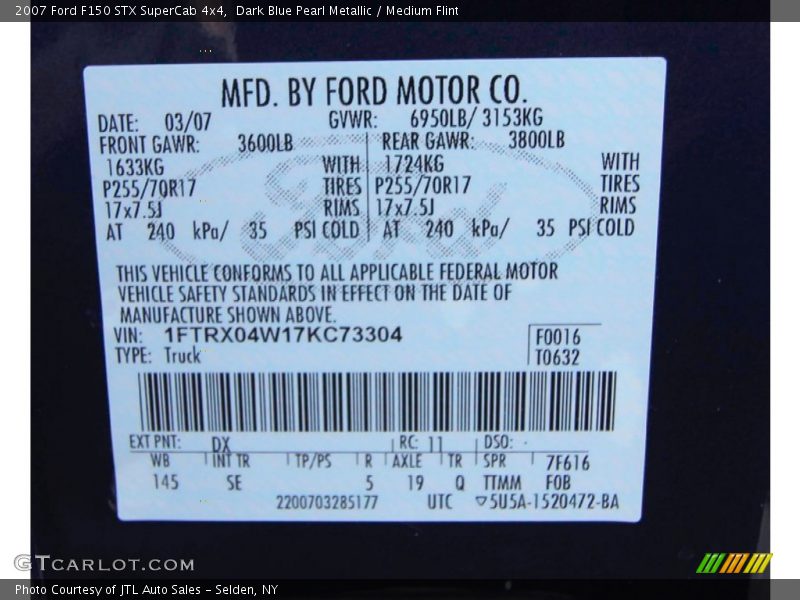 2007 Ford F150 STX SuperCab 4x4,  Dark Blue Pearl Metallic / Medium Flint
MFD. BY FORD MOTOR CO.
DATE: 03/07 GVWR: 6950LB/ 3153KG
FRONT GAWR: 3600LB REAR GAWR: 3800LB
1633KG WITH 1724KG WITH
P255/70R17 TIRES P255/70R17 TIRES
17x7.5J RIMS 17x7.5J RIMS
AT 240 kPa/ 35 PSI COLD AT 240 kPa/ 35 PSI COLD
Ford
THIS VEHICLE CONFORMS TO ALL APPLICABLE FEDERAL MOTOR
VEHICLE SAFETY STANDARDS IN EFFECT ON THE DATE OF
MANUFACTURE SHOWN ABOVE.
VIN: 1FTRX04W17KC73304 F0016
TYPE: Truck T0632
EXT PNT: DX RC: 11 DSO:
WB INT TR TP/PS R AXLE TR SPR 7F616
145 SE 5 19 Q TTMM FOB
2200703285177 UTC ▽5U5A-1520472-BA
GTCARLOT.COM
Photo Courtesy of JTL Auto Sales - Selden, NY